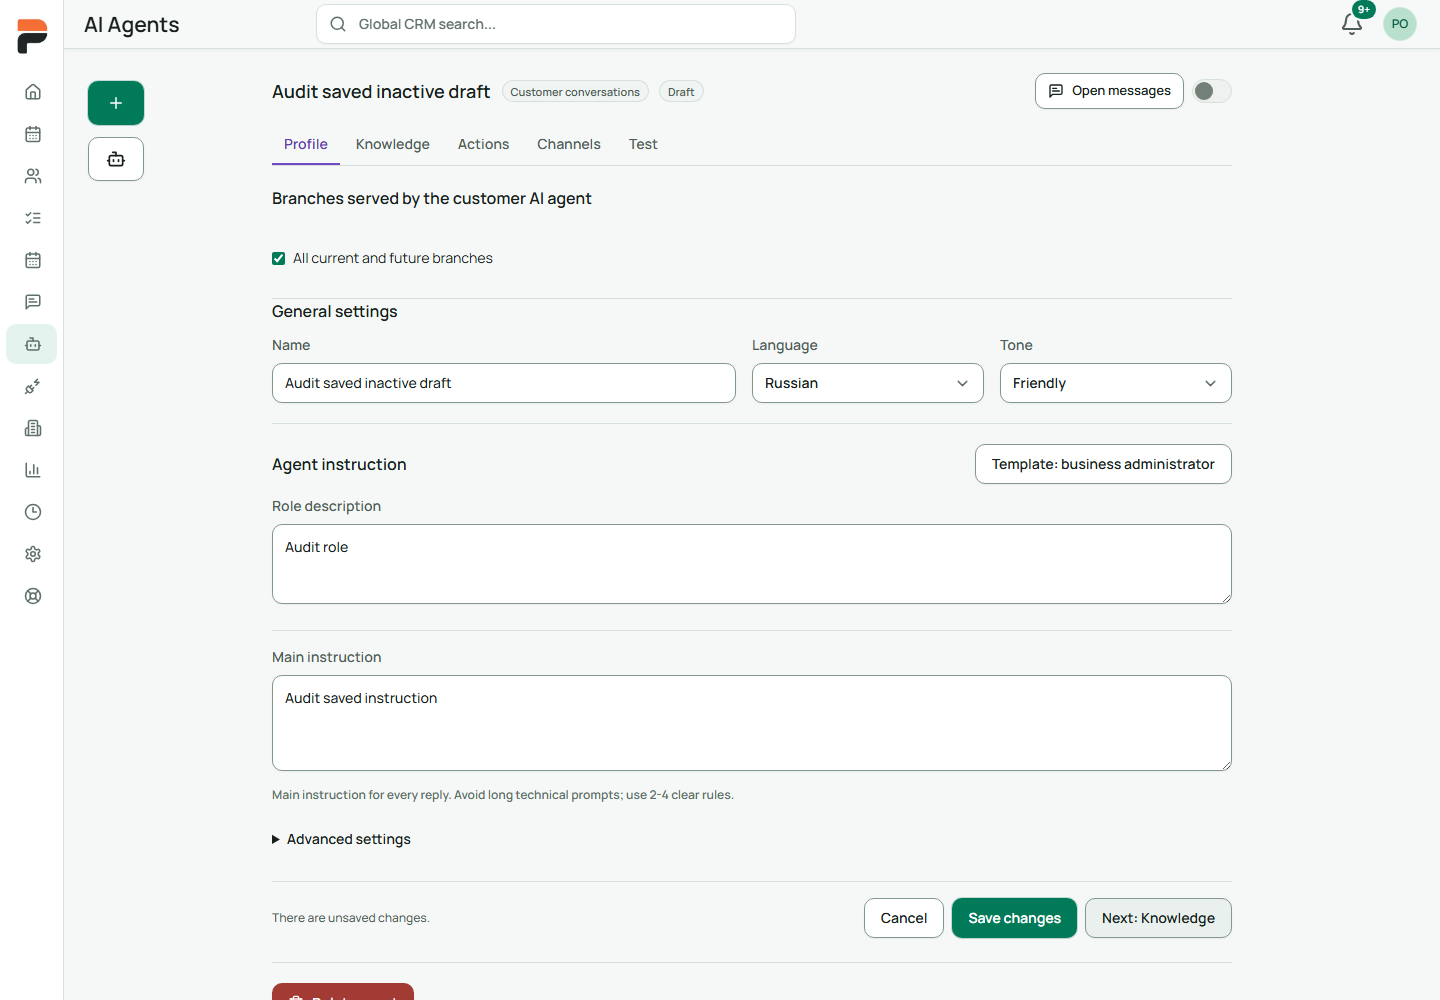 AI Agents
Global CRM search...
9+
PO
Audit saved inactive draft
Customer conversations
Draft
Open messages
Profile
Knowledge
Actions
Channels
Test
Branches served by the customer AI agent
All current and future branches
General settings
Name
Language
Tone
Audit saved inactive draft
Russian
Friendly
Agent instruction
Template: business administrator
Role description
Audit role
Main instruction
Audit saved instruction
Main instruction for every reply. Avoid long technical prompts; use 2-4 clear rules.
Advanced settings
There are unsaved changes.
Cancel
Save changes
Next: Knowledge